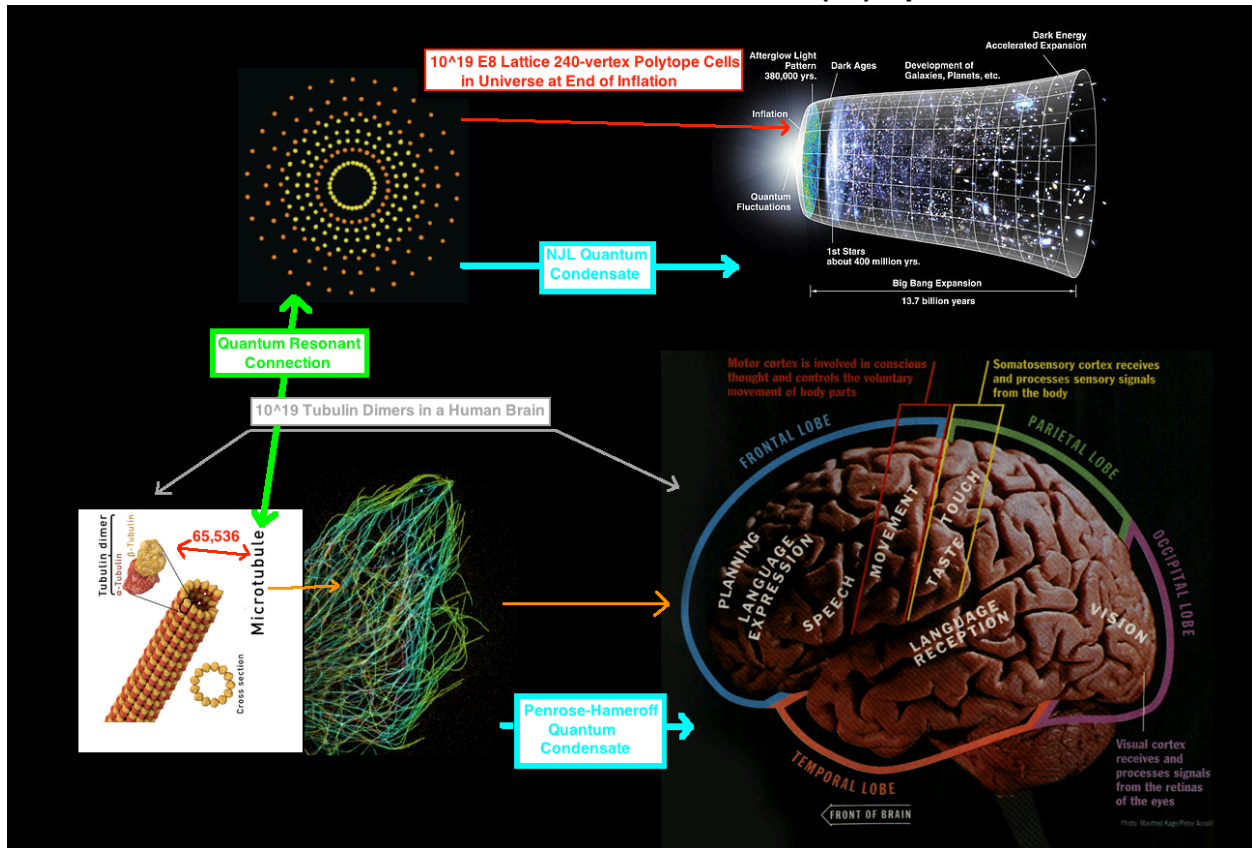 10^19 E8 Lattice 240-vertex Polytope Cells
in Universe at End of Inflation
Dark Energy
Accelerated Expansion
Afterglow Light
Pattern
380,000 yrs.
Dark Ages
Development of
Galaxies, Planets, etc.
Inflation
Quantum
Fluctuations
1st Stars
about 400 million yrs.
Big Bang Expansion
13.7 billion years
NJL Quantum
Condensate
Quantum Resonant
Connection
10^19 Tubulin Dimers in a Human Brain
Tubulin dimer
α-Tubulin
β-Tubulin
65,536
Microtubule
Cross section
Penrose-Hameroff
Quantum
Condensate
Motor cortex is involved in conscious
thought and controls the voluntary
movement of body parts
Somatosensory cortex receives
and processes sensory signals
from the body
FRONTAL LOBE
PARIETAL LOBE
OCCIPITAL LOBE
TEMPORAL LOBE
PLANNING
LANGUAGE
EXPRESSION
SPEECH
MOVEMENT
TOUCH
TASTE
LANGUAGE
RECEPTION
VISION
Visual cortex
receives and
processes signals
from the retinas
of the eyes
FRONT OF BRAIN
Photo: Manfred Kage/Peter Arnold